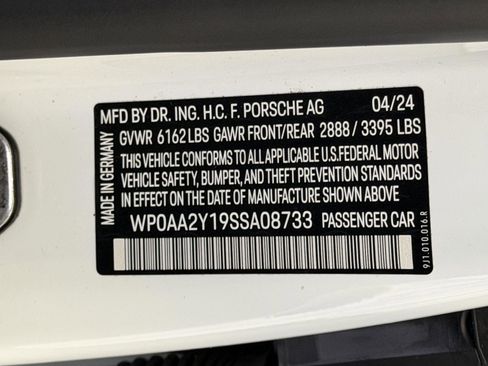 MFD BY DR. ING. H.C. F. PORSCHE AG 04/24
GVWR 6162LBS GAWR FRONT/REAR 2888 / 3395 LBS
THIS VEHICLE CONFORMS TO ALL APPLICABLE U.S.FEDERAL MOTOR
VEHICLE SAFETY, BUMPER, AND THEFT PREVENTION STANDARDS
IN EFFECT ON THE DATE OF MANUFACTURE SHOWN ABOVE.
WP0AA2Y19SSA08733 PASSENGER CAR
MADE IN GERMANY
9J1.010.016.R